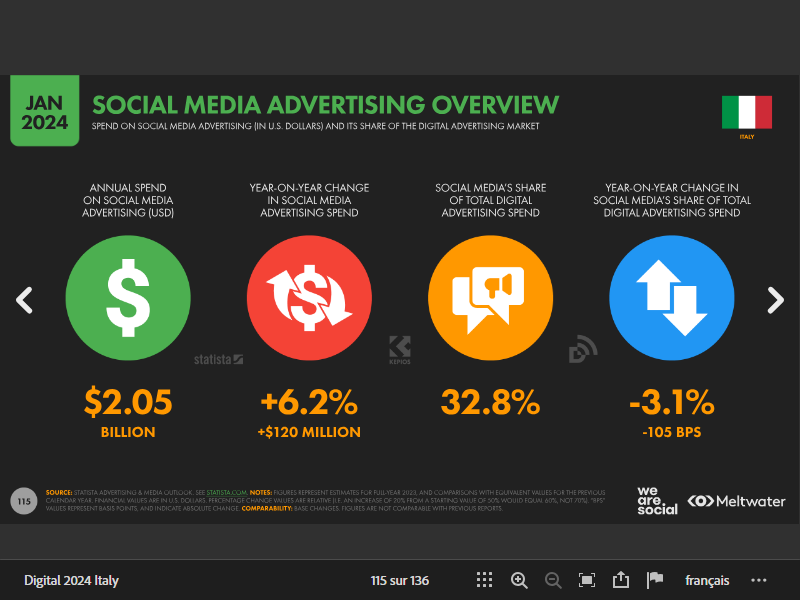 JAN
2024
SOCIAL MEDIA ADVERTISING OVERVIEW
SPEND ON SOCIAL MEDIA ADVERTISING (IN U.S. DOLLARS) AND ITS SHARE OF THE DIGITAL ADVERTISING MARKET
ITALY
ANNUAL SPEND
ON SOCIAL MEDIA
ADVERTISING (USD)
YEAR-ON-YEAR CHANGE
IN SOCIAL MEDIA
ADVERTISING SPEND
SOCIAL MEDIA'S SHARE
OF TOTAL DIGITAL
ADVERTISING SPEND
YEAR-ON-YEAR CHANGE IN
SOCIAL MEDIA'S SHARE OF TOTAL
DIGITAL ADVERTISING SPEND
$
$
statista
KEPIOS
$2.05
BILLION
+6.2%
+$120 MILLION
32.8%
-3.1%
-105 BPS
115
SOURCE: STATISTA ADVERTISING & MEDIA OUTLOOK. SEE STATISTA.COM. NOTES: FIGURES REPRESENT ESTIMATES FOR FULL-YEAR 2023, AND COMPARISONS WITH EQUIVALENT VALUES FOR THE PREVIOUS
CALENDAR YEAR. FINANCIAL VALUES ARE IN U.S. DOLLARS. PERCENTAGE CHANGE VALUES ARE RELATIVE (I.E. AN INCREASE OF 20% FROM A STARTING VALUE OF 50% WOULD EQUAL 60%, NOT 70%). "BPS"
VALUES REPRESENT BASIS POINTS, AND INDICATE ABSOLUTE CHANGE. COMPARABILITY: BASE CHANGES. FIGURES ARE NOT COMPARABLE WITH PREVIOUS REPORTS.
we
are.
social
Meltwater
Digital 2024 Italy
115 sur 136
français